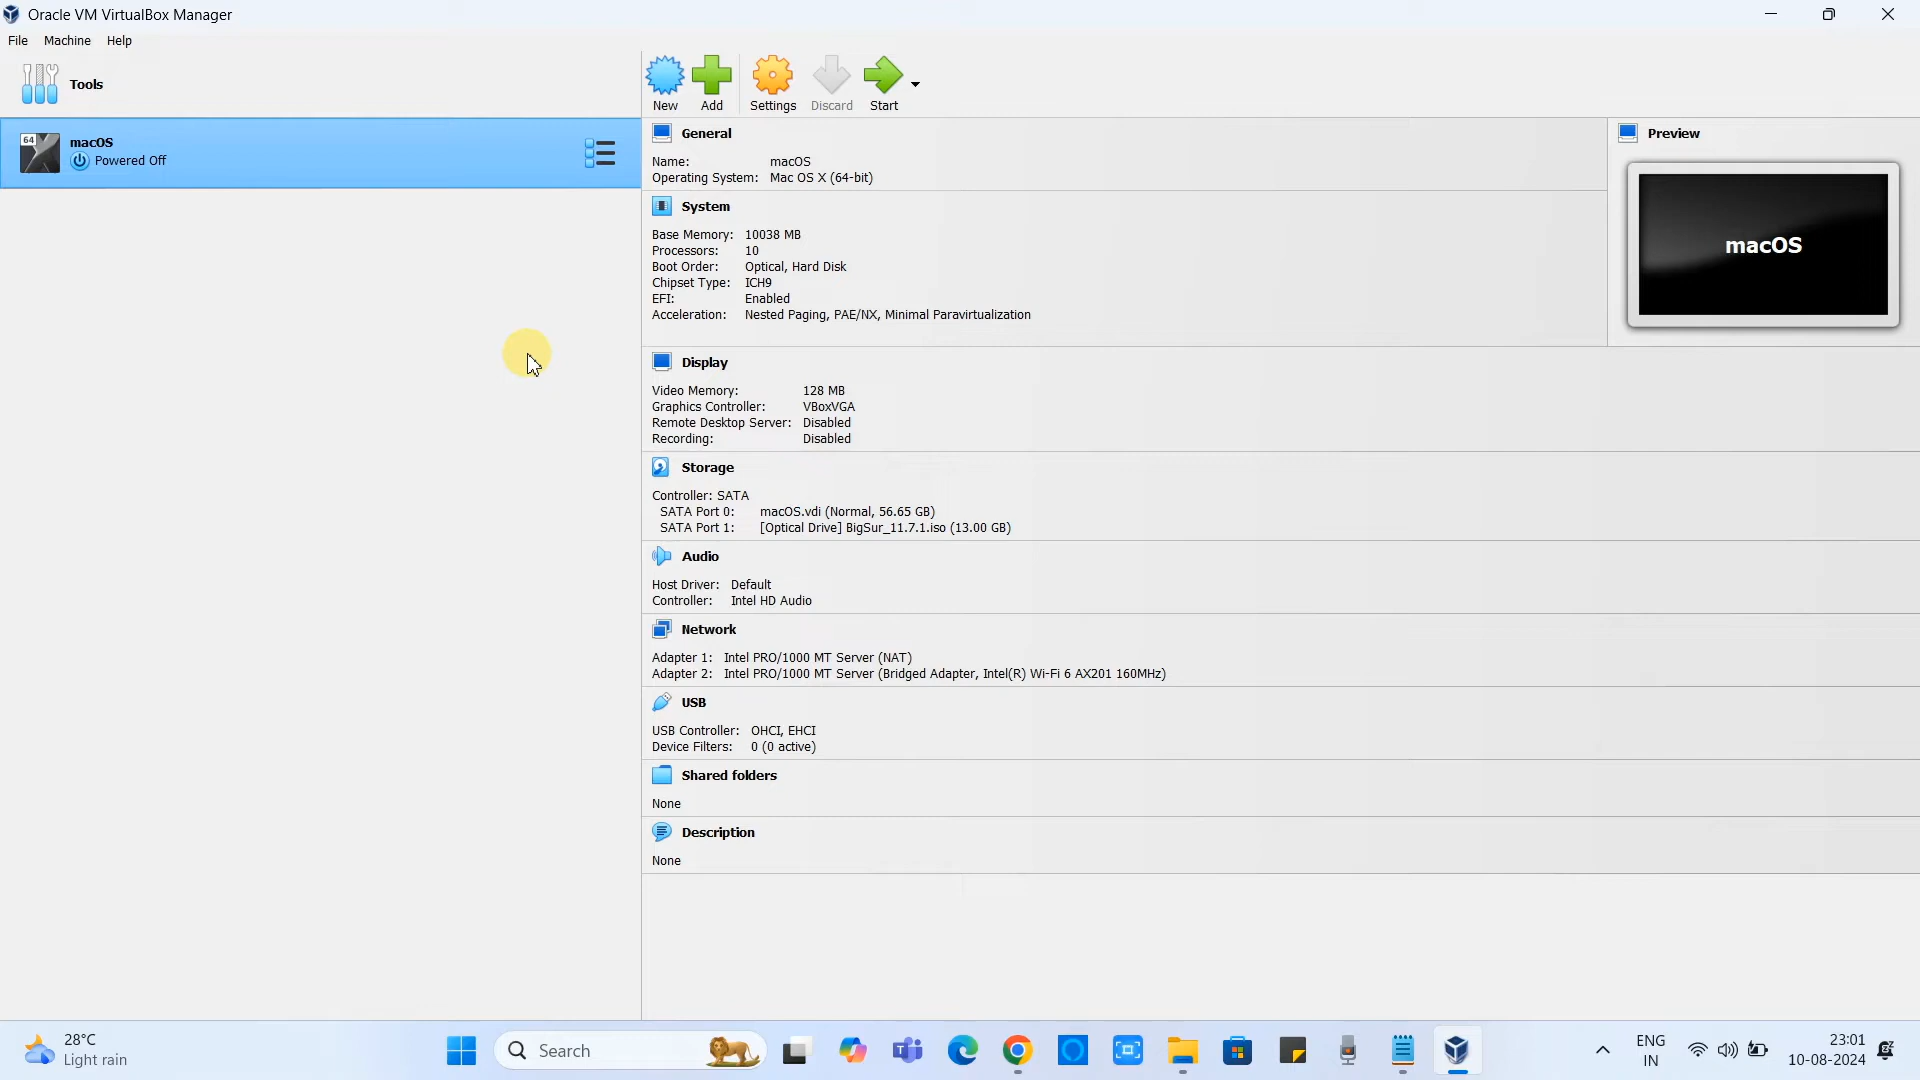 Oracle VM VirtualBox Manager
File Machine Help
Tools
64
macOS
Powered Off
New Add Settings Discard Start
General
Name: macOS
Operating System: Mac OS X (64-bit)
System
Base Memory: 10038 MB
Processors: 10
Boot Order: Optical, Hard Disk
Chipset Type: ICH9
EFI: Enabled
Acceleration: Nested Paging, PAE/NX, Minimal Paravirtualization
Preview
macOS
Display
Video Memory: 128 MB
Graphics Controller: VBoxVGA
Remote Desktop Server: Disabled
Recording: Disabled
Storage
Controller: SATA
SATA Port 0: macOS.vdi (Normal, 56.65 GB)
SATA Port 1: [Optical Drive] BigSur_11.7.1.iso (13.00 GB)
Audio
Host Driver: Default
Controller: Intel HD Audio
Network
Adapter 1: Intel PRO/1000 MT Server (NAT)
Adapter 2: Intel PRO/1000 MT Server (Bridged Adapter, Intel(R) Wi-Fi 6 AX201 160MHz)
USB
USB Controller: OHCI, EHCI
Device Filters: 0 (0 active)
Shared folders
None
Description
None
28°C
Light rain
Search
ENG
IN
23:01
10-08-2024